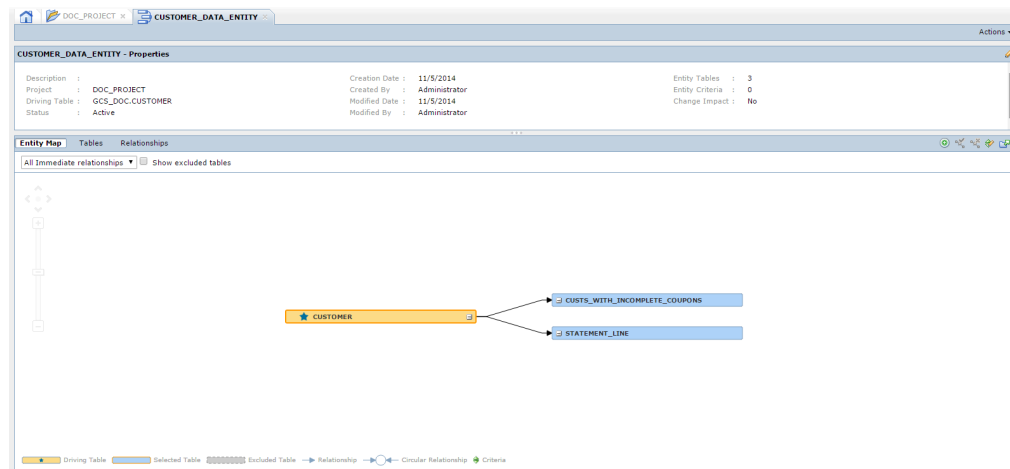 DOC_PROJECT × CUSTOMER_DATA_ENTITY ×
Actions
CUSTOMER_DATA_ENTITY - Properties
Description : Creation Date : 11/5/2014 Entity Tables : 3
Project : DOC_PROJECT Created By : Administrator Entity Criteria : 0
Driving Table : GCS_DOC.CUSTOMER Modified Date : 11/5/2014 Change Impact : No
Status : Active Modified By : Administrator
Entity Map Tables Relationships
All Immediate relationships Show excluded tables
CUSTS_WITH_INCOMPLETE_COUPONS
CUSTOMER
STATEMENT_LINE
Driving Table Selected Table Excluded Table Relationship Circular Relationship Criteria